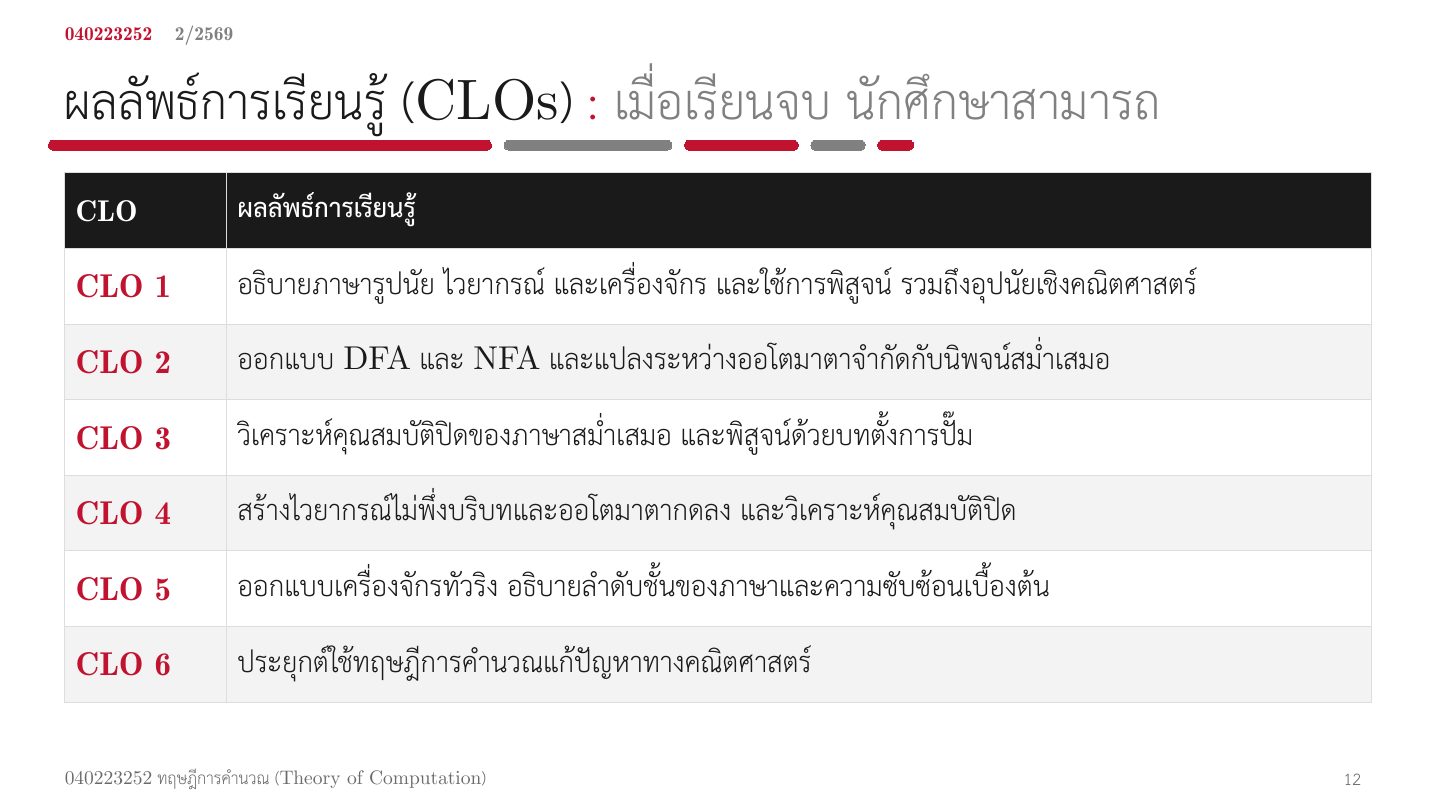 040223252 2/2569
ผลลัพธ์การเรียนรู้ (CLOs) : เมื่อเรียนจบ นักศึกษาสามารถ
CLO ผลลัพธ์การเรียนรู้
CLO 1 อธิบายภาษารูปนัย ไวยากรณ์ และเครื่องจักร และใช้การพิสูจน์ รวมถึงอุปนัยเชิงคณิตศาสตร์
CLO 2 ออกแบบ DFA และ NFA และแปลงระหว่างออโตมาตาจำกัดกับนิพจน์สม่ำเสมอ
CLO 3 วิเคราะห์คุณสมบัติปิดของภาษาสม่ำเสมอ และพิสูจน์ด้วยบทตั้งการปั๊ม
CLO 4 สร้างไวยากรณ์ไม่พึ่งบริบทและออโตมาตากดลง และวิเคราะห์คุณสมบัติปิด
CLO 5 ออกแบบเครื่องจักรทัวริง อธิบายลำดับชั้นของภาษาและความซับซ้อนเบื้องต้น
CLO 6 ประยุกต์ใช้ทฤษฎีการคำนวณแก้ปัญหาทางคณิตศาสตร์
040223252 ทฤษฎีการคำนวณ (Theory of Computation) 12